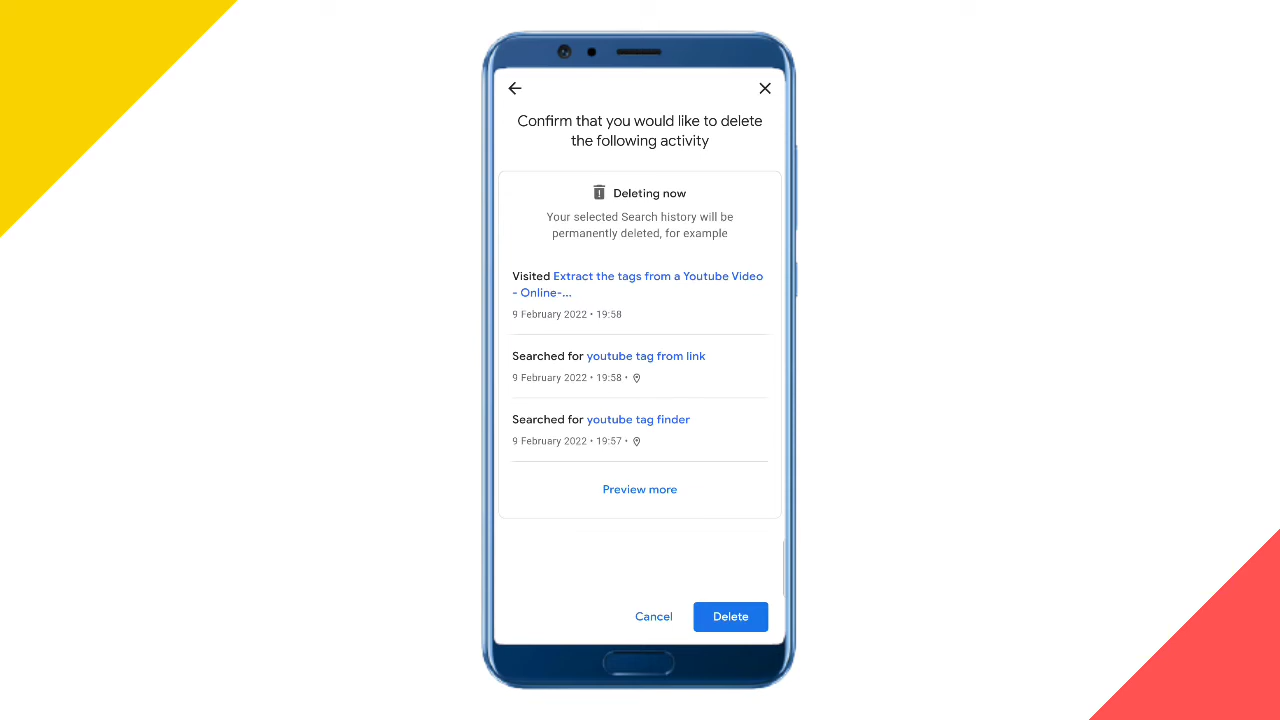 Confirm that you would like to delete
the following activity
Deleting now
Your selected Search history will be
permanently deleted, for example
Visited Extract the tags from a Youtube Video
- Online-...
9 February 2022 • 19:58
Searched for youtube tag from link
9 February 2022 • 19:58 •
Searched for youtube tag finder
9 February 2022 • 19:57 •
Preview more
Cancel Delete